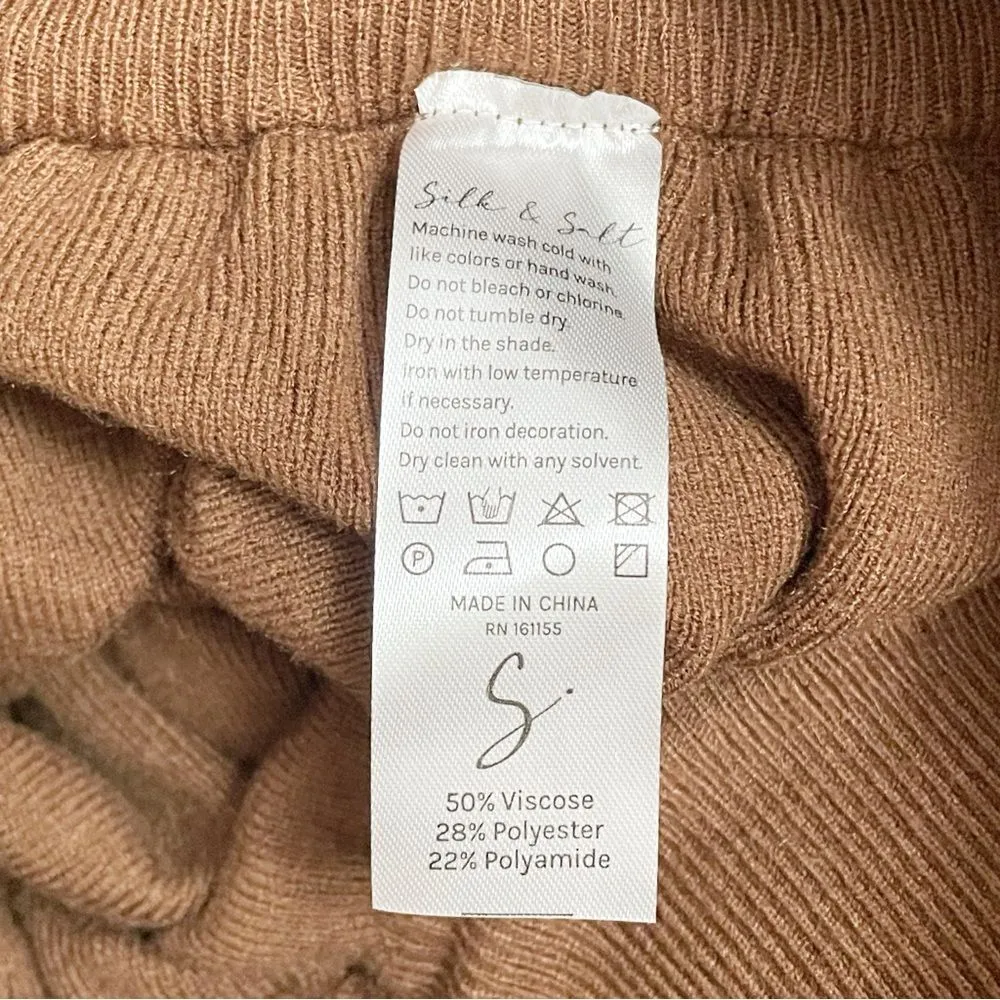 Silk & Salt
Machine wash cold with
like colors or hand wash.
Do not bleach or chlorine.
Do not tumble dry.
Dry in the shade.
iron with low temperature
if necessary.
Do not iron decoration.
Dry clean with any solvent.
P
MADE IN CHINA
RN 161155
S.
50% Viscose
28% Polyester
22% Polyamide